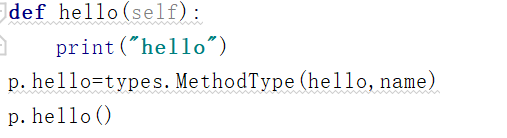 def hello(self):
    print("hello")
p.hello=types.MethodType(hello,name)
p.hello()